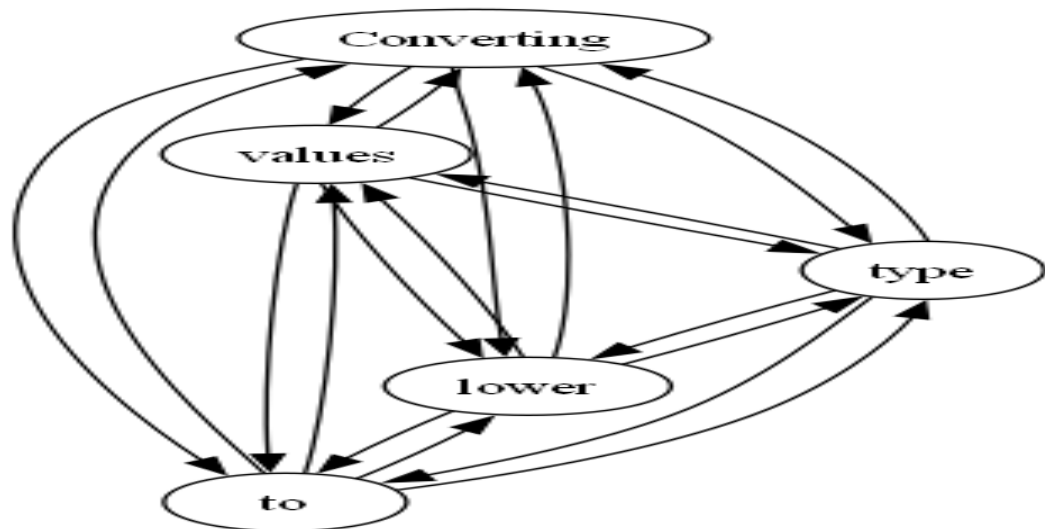 Converting
values
type
lower
to